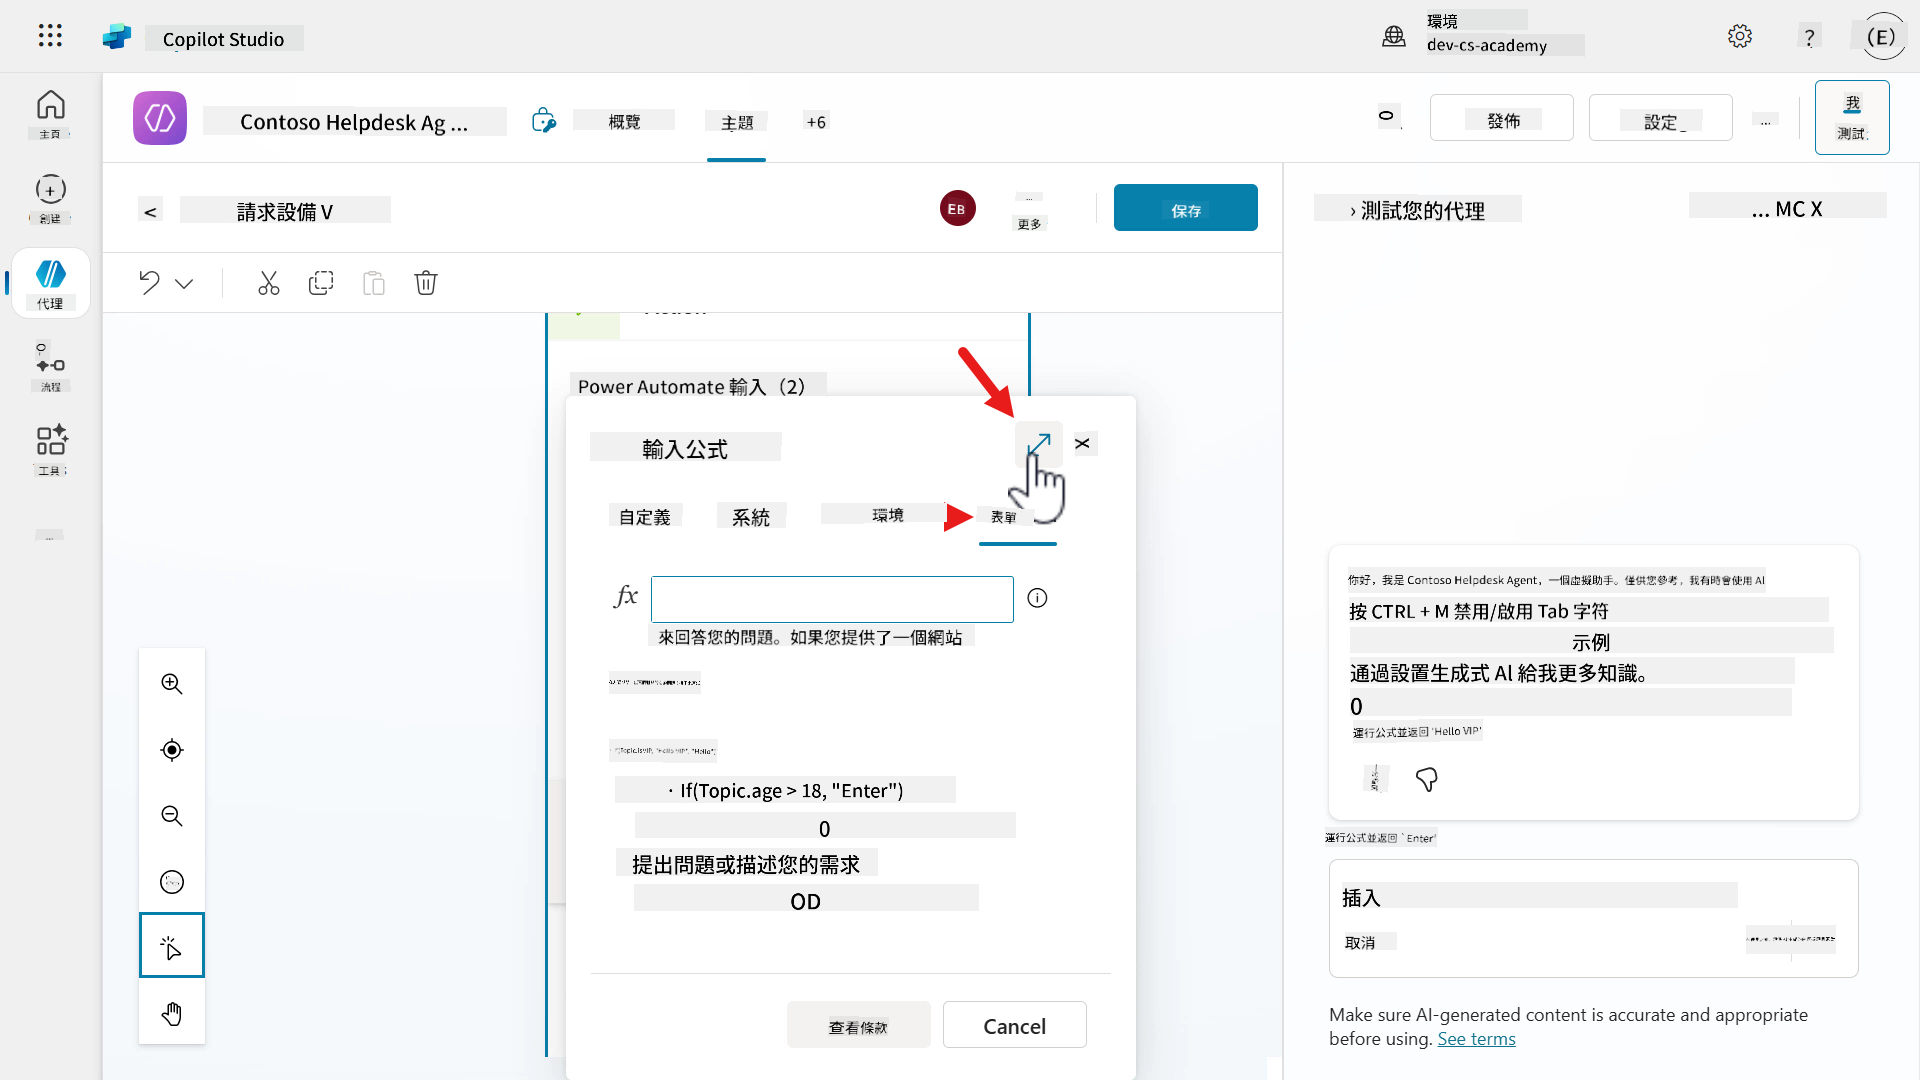 Copilot Studio
環境
dev-cs-academy
?
(E)
主頁
創建
代理
流程
工具
Contoso Helpdesk Ag ...
概覽
主題
+6
發佈
設定
...
我
測試
<
請求設備 V
EB
...
更多
保存
› 測試您的代理
... MC X
Power Automate 輸入（2）
輸入公式
X
自定義
系統
環境
表單
fx
來回答您的問題。如果您提供了一個網站
· If(Topic.isVIP, "Hello VIP", "Hello")
· If(Topic.age > 18, "Enter")
0
提出問題或描述您的需求
OD
查看條款
Cancel
你好，我是 Contoso Helpdesk Agent，一個虛擬助手。僅供您參考，我有時會使用 AI
按 CTRL + M 禁用/啟用 Tab 字符
示例
通過設置生成式 AI 給我更多知識。
0
運行公式並返回 'Hello VIP'
運行公式並返回 `Enter'
插入
取消
Make sure AI-generated content is accurate and appropriate
before using. See terms